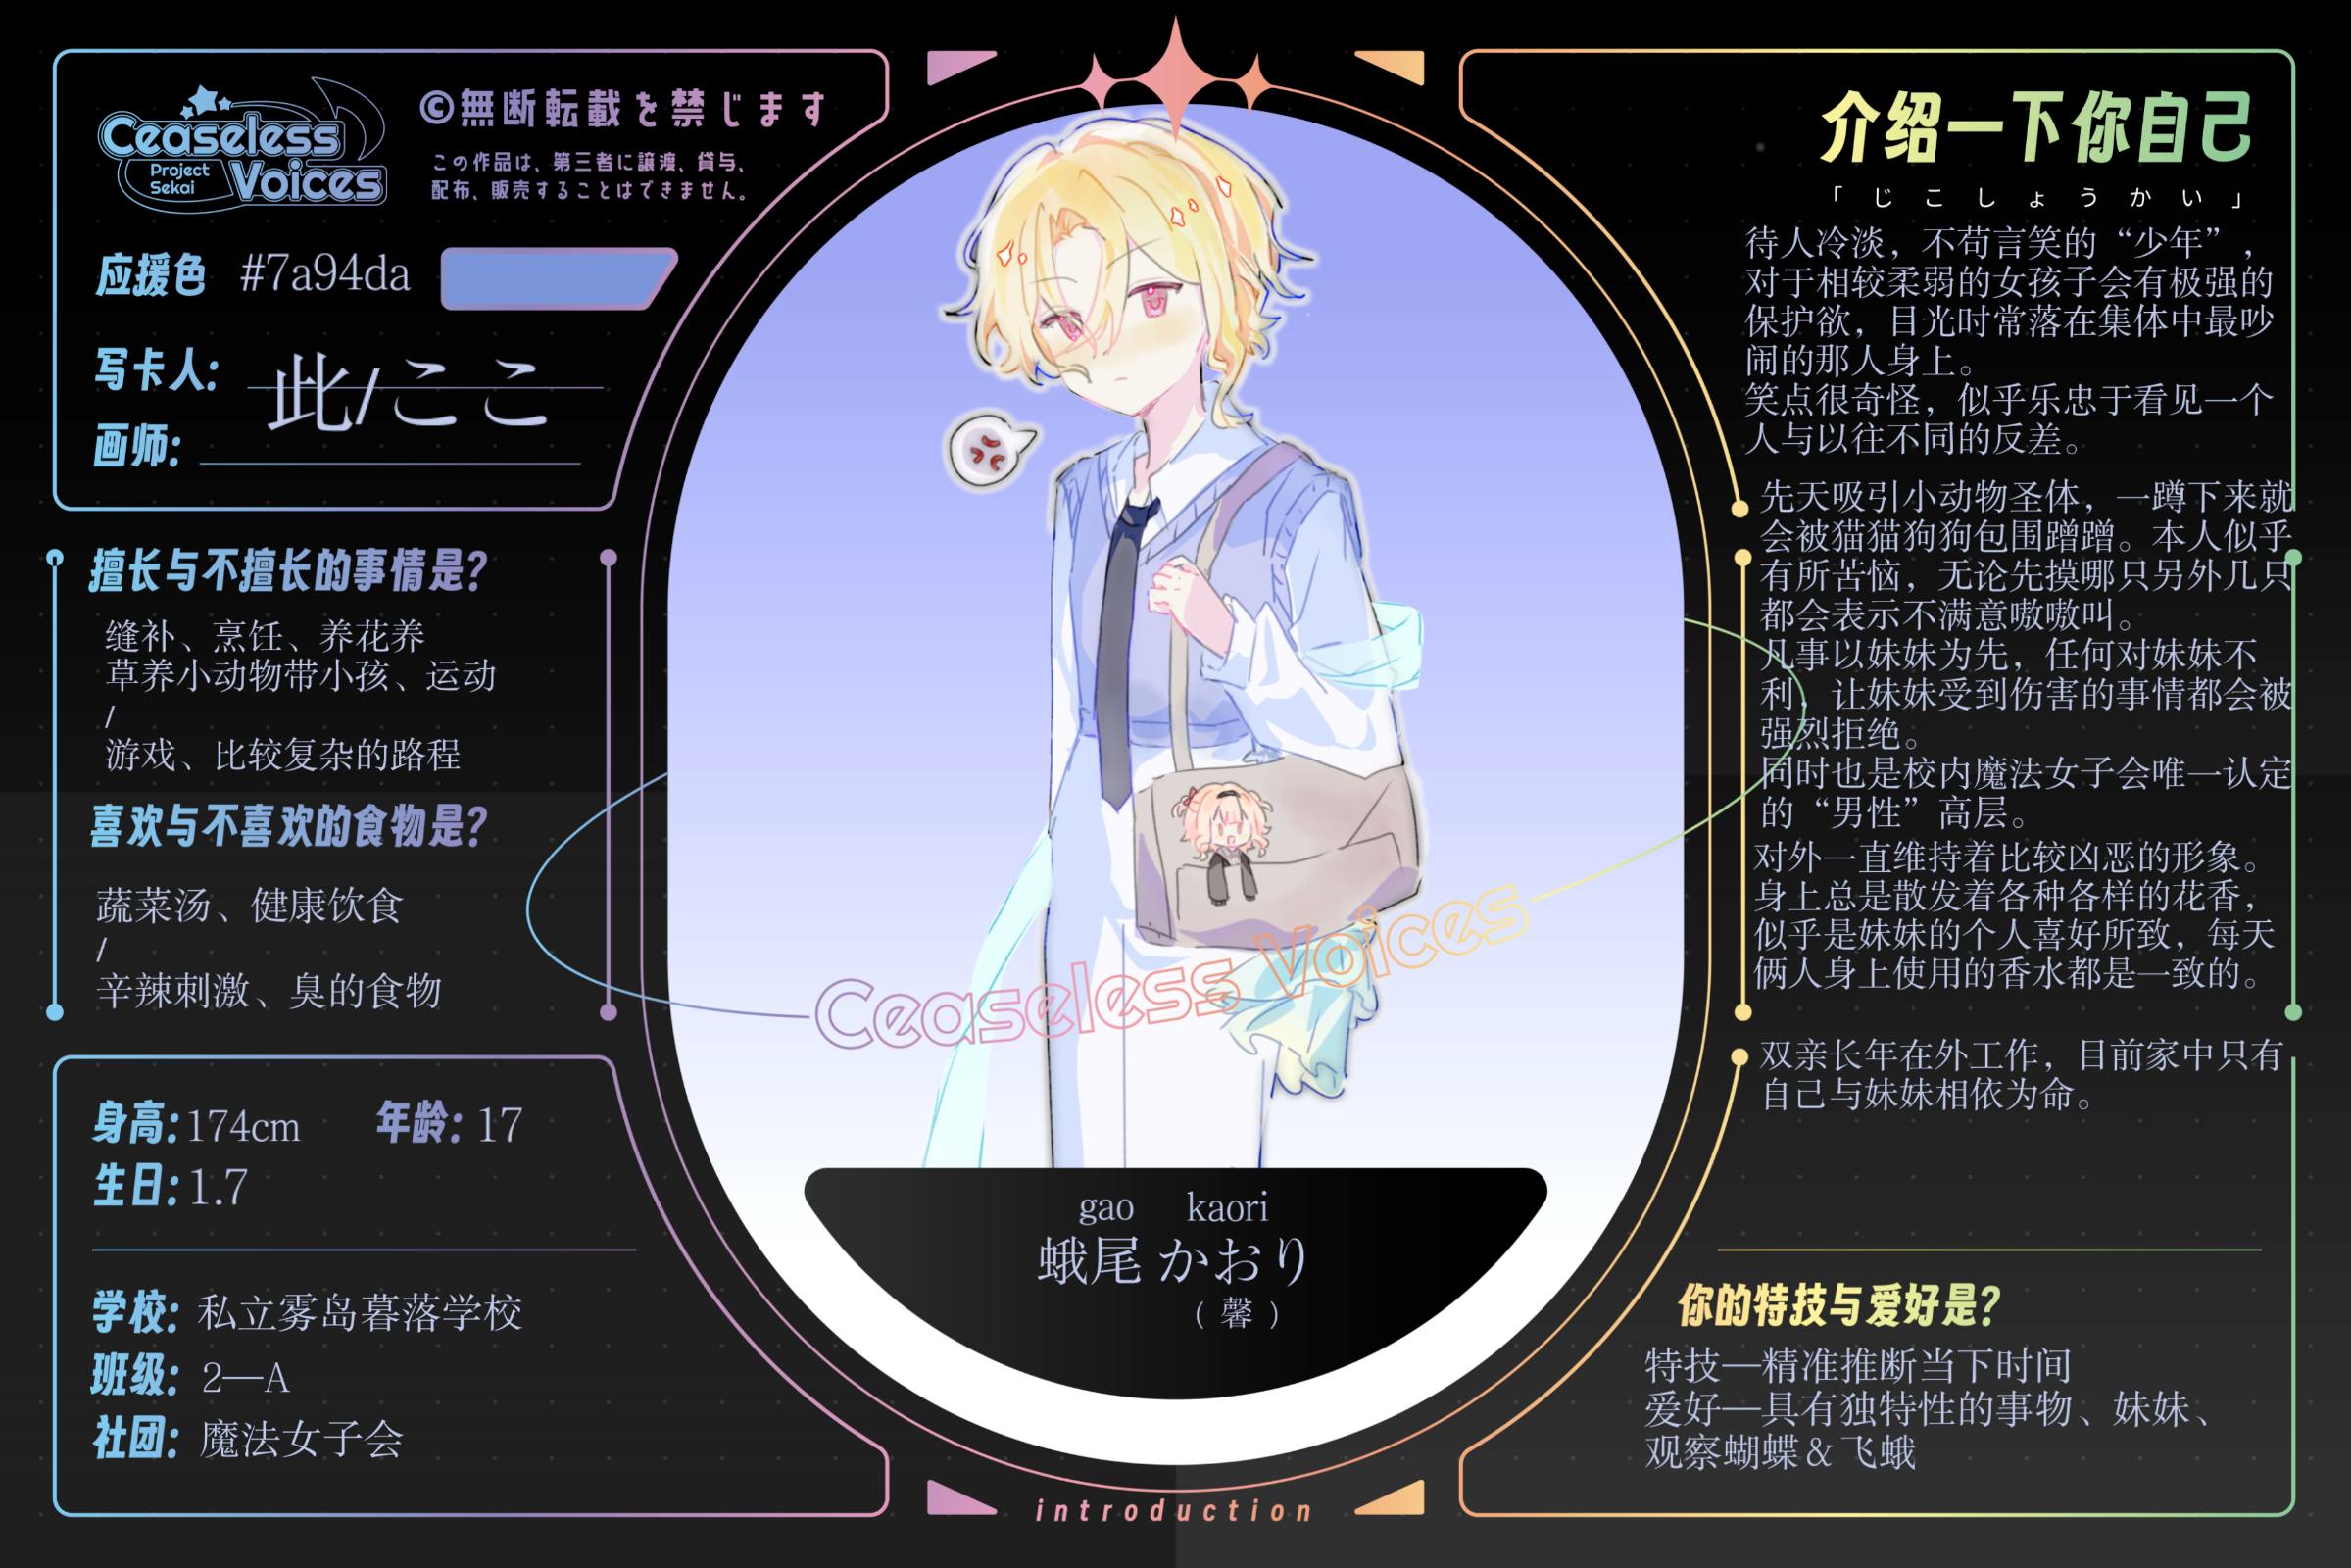 Ceaseless
Project
Sekai
Voices
©無断転載を禁じます
この作品は、第三者に譲渡、貸与、
配布、販売することはできません。
应援色 #7a94da
写卡人:
此/ここ
画师:
擅长与不擅长的事情是?
缝补、烹饪、养花养
草养小动物带小孩、运动
/
游戏、比较复杂的路程
喜欢与不喜欢的食物是?
蔬菜汤、健康饮食
/
辛辣刺激、臭的食物
身高:174cm 年龄:17
生日:1.7
学校: 私立雾岛暮落学校
班级: 2—A
社团: 魔法女子会
Ceaseless Voices
gao kaori
蛾尾 かおり
（馨）
introduction
介绍一下你自己
「じこしょうかい」
待人冷淡，不苟言笑的“少年”，
对于相较柔弱的女孩子会有极强的
保护欲，目光时常落在集体中最吵
闹的那人身上。
笑点很奇怪，似乎乐忠于看见一个
人与以往不同的反差。
先天吸引小动物圣体，一蹲下来就
会被猫猫狗狗包围蹭蹭。本人似乎
有所苦恼，无论先摸哪只另外几只
都会表示不满意嗷嗷叫。
凡事以妹妹为先，任何对妹妹不
利，让妹妹受到伤害的事情都会被
强烈拒绝。
同时也是校内魔法女子会唯一认定
的“男性”高层。
对外一直维持着比较凶恶的形象。
身上总是散发着各种各样的花香，
似乎是妹妹的个人喜好所致，每天
俩人身上使用的香水都是一致的。
双亲长年在外工作，目前家中只有
自己与妹妹相依为命。
你的特技与爱好是?
特技—精准推断当下时间
爱好—具有独特性的事物、妹妹、
观察蝴蝶＆飞蛾